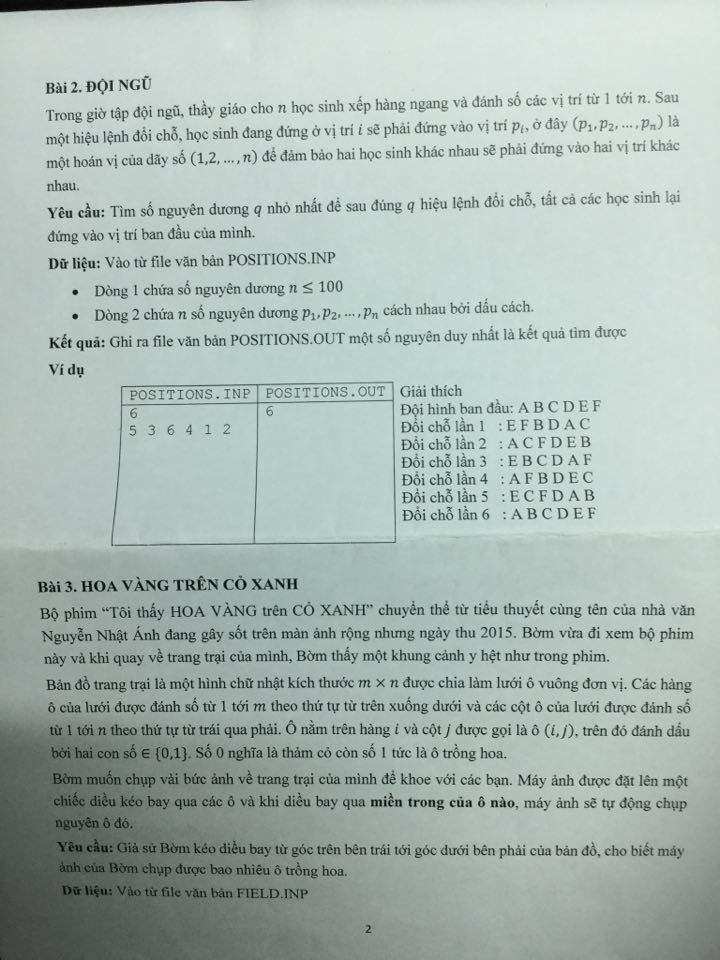 Bài 2. ĐỘI NGŨ
Trong giờ tập đội ngũ, thầy giáo cho n học sinh xếp hàng ngang và đánh số các vị trí từ 1 tới n. Sau
một hiệu lệnh đổi chỗ, học sinh đang đứng ở vị trí i sẽ phải đứng vào vị trí pᵢ, ở đây (p₁, p₂, ..., pₙ) là
một hoán vị của dãy số (1,2, ..., n) để đảm bảo hai học sinh khác nhau sẽ phải đứng vào hai vị trí khác
nhau.
Yêu cầu: Tìm số nguyên dương q nhỏ nhất để sau đúng q hiệu lệnh đổi chỗ, tất cả các học sinh lại
đứng vào vị trí ban đầu của mình.
Dữ liệu: Vào từ file văn bản POSITIONS.INP
• Dòng 1 chứa số nguyên dương n ≤ 100
• Dòng 2 chứa n số nguyên dương p₁, p₂, ..., pₙ cách nhau bởi dấu cách.
Kết quả: Ghi ra file văn bản POSITIONS.OUT một số nguyên duy nhất là kết quả tìm được
Ví dụ
POSITIONS.INP POSITIONS.OUT
6 6
5 3 6 4 1 2
Giải thích
Đội hình ban đầu: A B C D E F
Đổi chỗ lần 1 : E F B D A C
Đổi chỗ lần 2 : A C F D E B
Đổi chỗ lần 3 : E B C D A F
Đổi chỗ lần 4 : A F B D E C
Đổi chỗ lần 5 : E C F D A B
Đổi chỗ lần 6 : A B C D E F
Bài 3. HOA VÀNG TRÊN CỎ XANH
Bộ phim “Tôi thấy HOA VÀNG trên CỎ XANH” chuyển thể từ tiểu thuyết cùng tên của nhà văn
Nguyễn Nhật Ánh đang gây sốt trên màn ảnh rộng nhưng ngày thu 2015. Bờm vừa đi xem bộ phim
này và khi quay về trang trại của mình, Bờm thấy một khung cảnh y hệt như trong phim.
Bản đồ trang trại là một hình chữ nhật kích thước m × n được chia làm lưới ô vuông đơn vị. Các hàng
ô của lưới được đánh số từ 1 tới m theo thứ tự từ trên xuống dưới và các cột ô của lưới được đánh số
từ 1 tới n theo thứ tự từ trái qua phải. Ô nằm trên hàng i và cột j được gọi là ô (i, j), trên đó đánh dấu
bởi hai con số ∈ {0,1}. Số 0 nghĩa là thảm cỏ còn số 1 tức là ô trồng hoa.
Bờm muốn chụp vài bức ảnh về trang trại của mình để khoe với các bạn. Máy ảnh được đặt lên một
chiếc diều kéo bay qua các ô và khi diều bay qua miền trong của ô nào, máy ảnh sẽ tự động chụp
nguyên ô đó.
Yêu cầu: Giả sử Bờm kéo diều bay từ góc trên bên trái tới góc dưới bên phải của bản đồ, cho biết máy
ảnh của Bờm chụp được bao nhiêu ô trồng hoa.
Dữ liệu: Vào từ file văn bản FIELD.INP
2